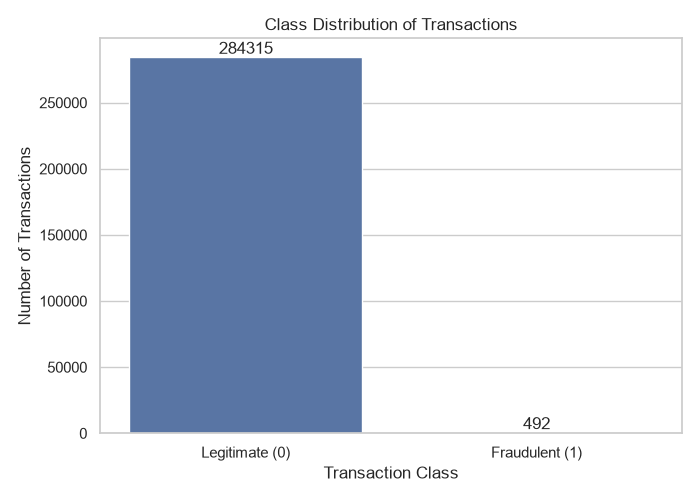 Class Distribution of Transactions
284315
492
Number of Transactions
250000
200000
150000
100000
50000
0
Legitimate (0)
Fraudulent (1)
Transaction Class